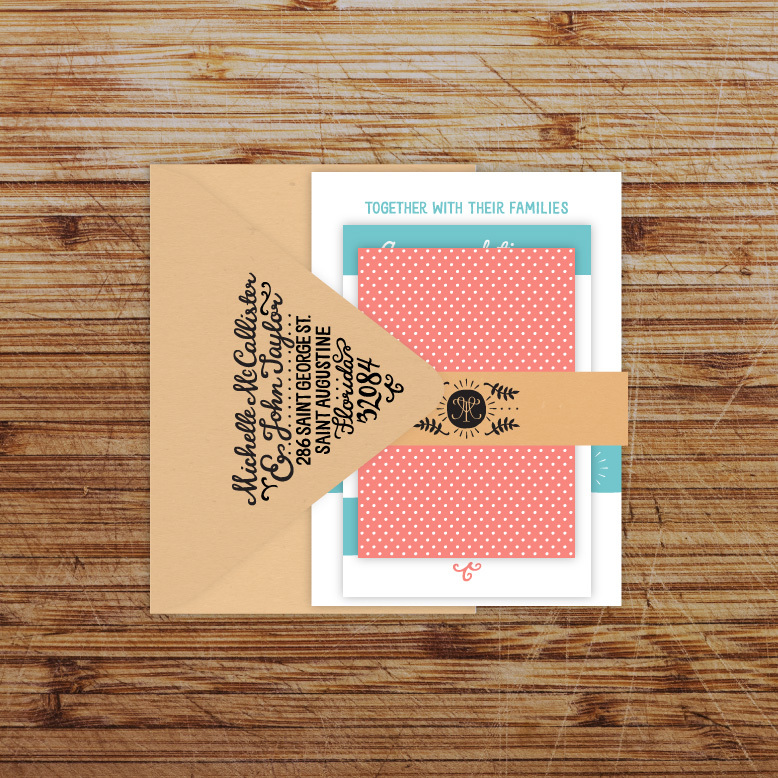 TOGETHER WITH THEIR FAMILIES
Michelle McCallister
& John Taylor
286 SAINT GEORGE ST.
SAINT AUGUSTINE
Florida
32084